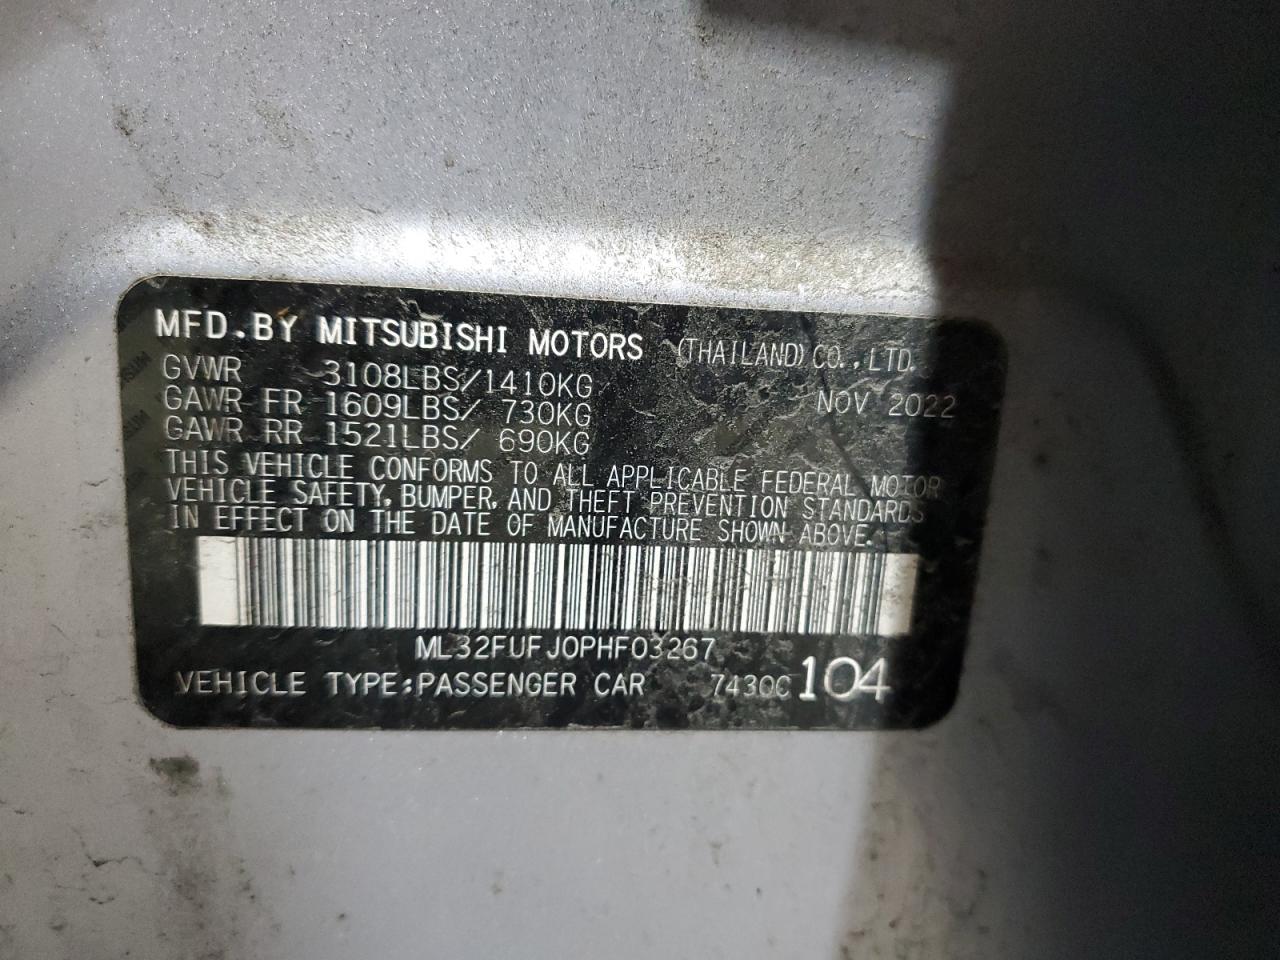 MFD.BY MITSUBISHI MOTORS (THAILAND) CO.,LTD.
GVWR 3108LBS/1410KG
GAWR FR 1609LBS/ 730KG NOV 2022
GAWR RR 1521LBS/ 690KG
THIS VEHICLE CONFORMS TO ALL APPLICABLE FEDERAL MOTOR
VEHICLE SAFETY, BUMPER, AND THEFT PREVENTION STANDARDS
IN EFFECT ON THE DATE OF MANUFACTURE SHOWN ABOVE.
ML32FUFJ0PHF03267
VEHICLE TYPE:PASSENGER CAR 7430C 104